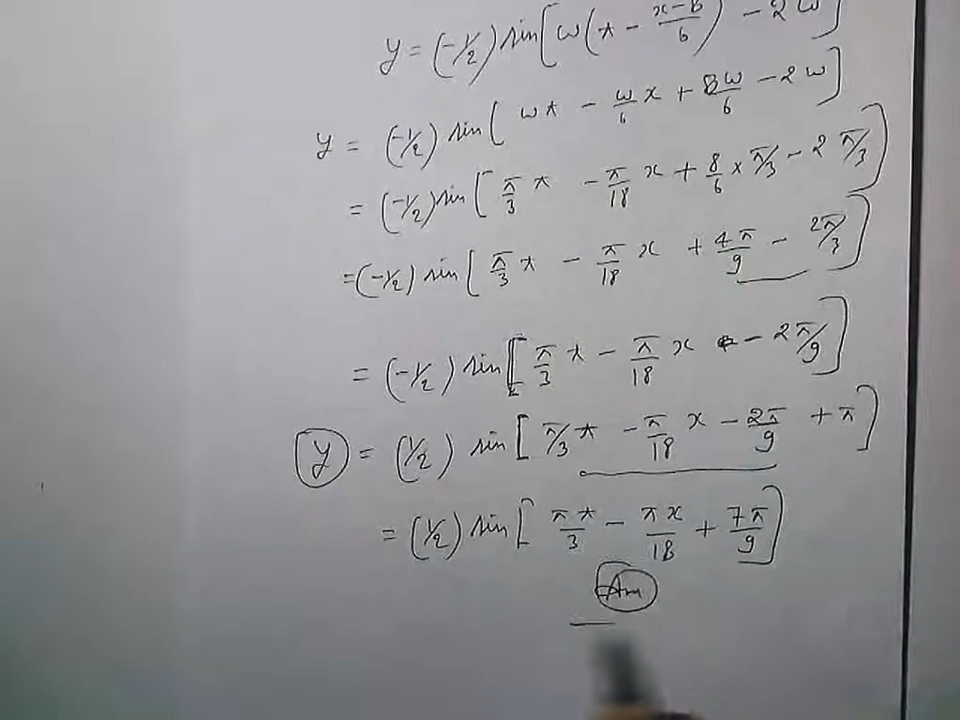 y = (-1/2) sin[ω(t - (x-8)/6) - 2ω]
y = (-1/2) sin[ωt - ω/6 x + 8ω/6 - 2ω]
= (-1/2) sin[π/3 t - π/18 x + 8/6 × π/3 - 2π/3]
= (-1/2) sin[π/3 t - π/18 x + 4π/9 - 2π/3]
= (-1/2) sin[π/3 t - π/18 x - 2π/9]
y = (1/2) sin[π/3 t - π/18 x - 2π/9 + π]
= (1/2) sin[πt/3 - πx/18 + 7π/9]
Ans